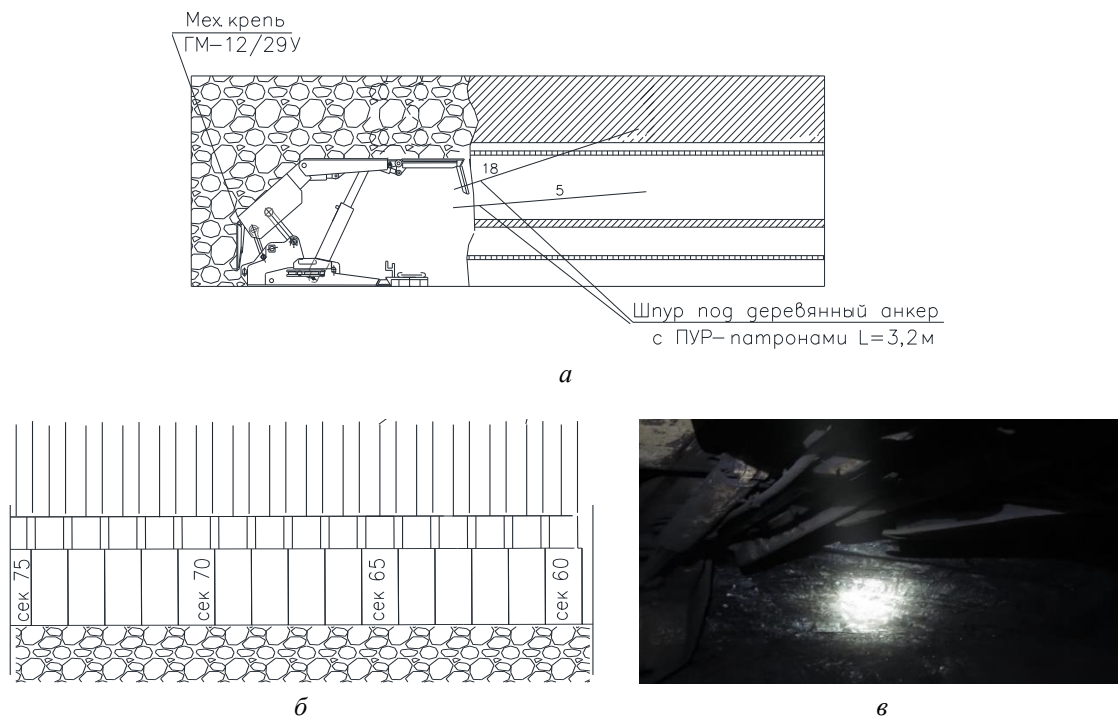 Мех. крепь
ГМ-12/29У
18
5
Шпур под деревянный анкер
с ПУР-патронами L=3,2м
а
сек 75
сек 70
сек 65
сек 60
б
в